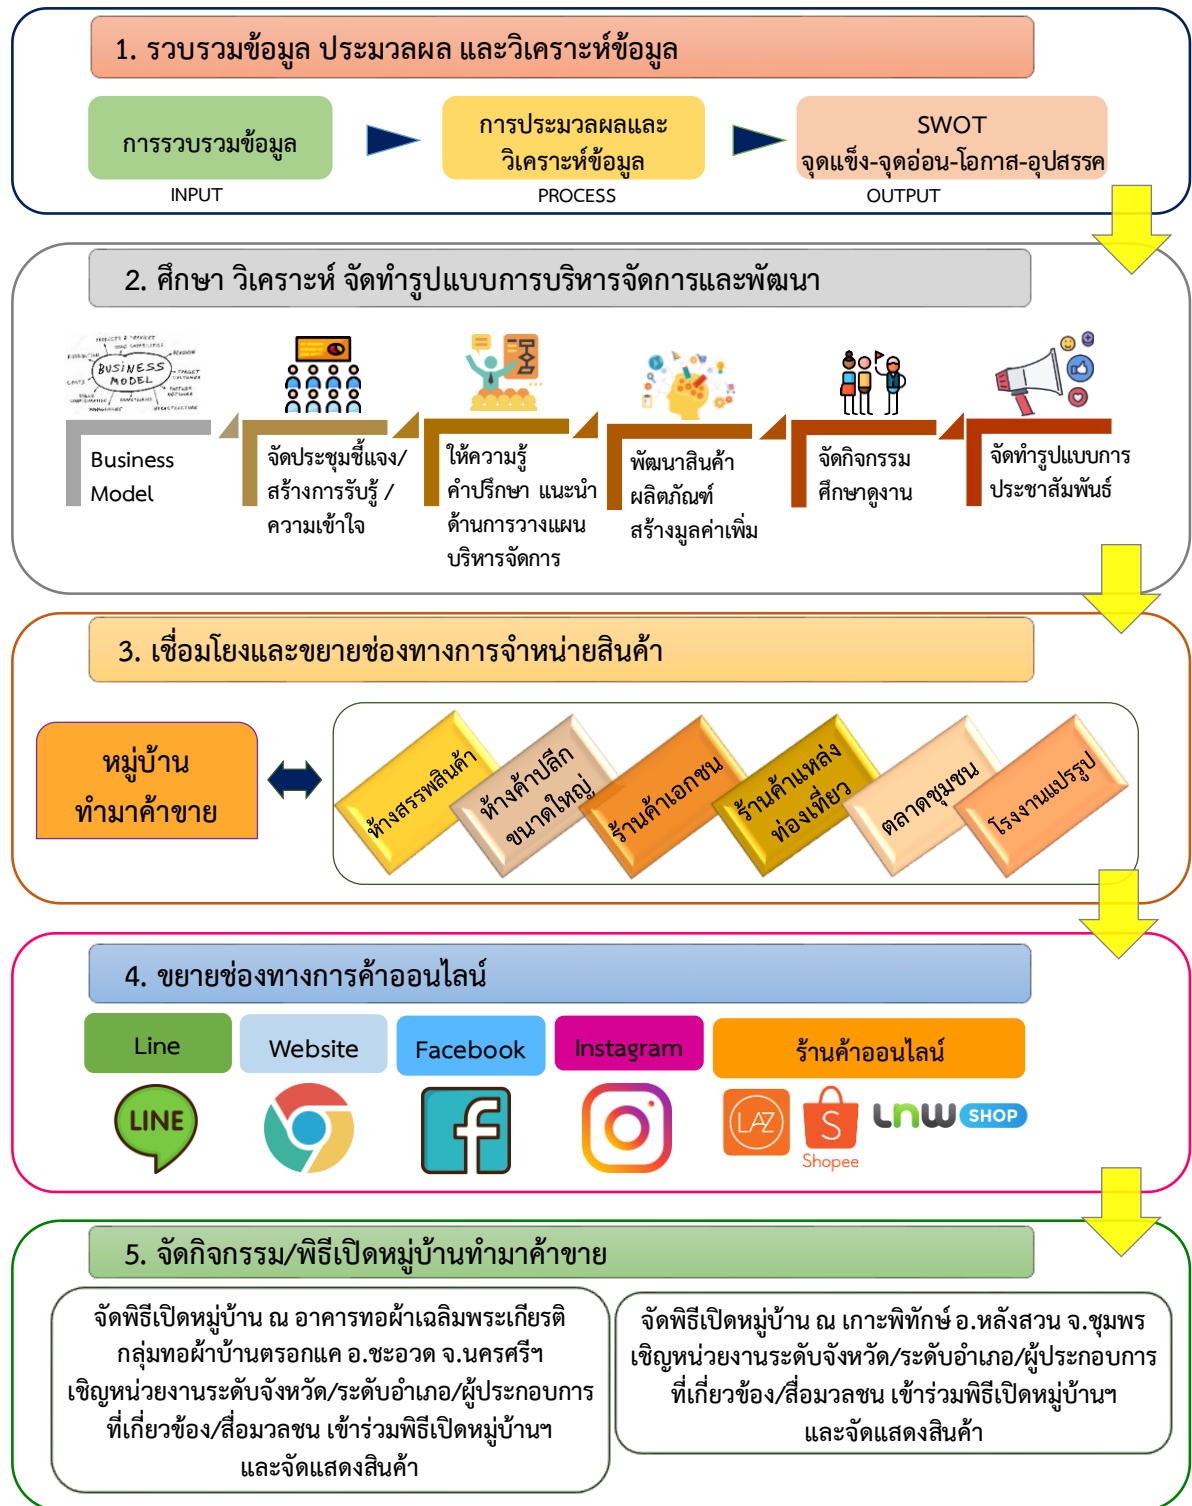 1. รวบรวมข้อมูล ประมวลผล และวิเคราะห์ข้อมูล
การรวบรวมข้อมูล
INPUT
การประมวลผลและ
วิเคราะห์ข้อมูล
PROCESS
SWOT
จุดแข็ง-จุดอ่อน-โอกาส-อุปสรรค
OUTPUT
2. ศึกษา วิเคราะห์ จัดทำรูปแบบการบริหารจัดการและพัฒนา
BUSINESS
MODEL
Business
Model
จัดประชุมชี้แจง/
สร้างการรับรู้ /
ความเข้าใจ
ให้ความรู้
คำปรึกษา แนะนำ
ด้านการวางแผน
บริหารจัดการ
พัฒนาสินค้า
ผลิตภัณฑ์
สร้างมูลค่าเพิ่ม
จัดกิจกรรม
ศึกษาดูงาน
จัดทำรูปแบบการ
ประชาสัมพันธ์
3. เชื่อมโยงและขยายช่องทางการจำหน่ายสินค้า
หมู่บ้าน
ทำมาค้าขาย
ห้างสรรพสินค้า
ห้างค้าปลีก
ขนาดใหญ่
ร้านค้าเอกชน
ร้านค้าแหล่ง
ท่องเที่ยว
ตลาดชุมชน
โรงงานแปรรูป
4. ขยายช่องทางการค้าออนไลน์
Line
Website
Facebook
Instagram
ร้านค้าออนไลน์
LINE
LAZ
Shopee
LnW SHOP
5. จัดกิจกรรม/พิธีเปิดหมู่บ้านทำมาค้าขาย
จัดพิธีเปิดหมู่บ้าน ณ อาคารทอผ้าเฉลิมพระเกียรติ
กลุ่มทอผ้าบ้านตรอกแค อ.ชะอวด จ.นครศรีฯ
เชิญหน่วยงานระดับจังหวัด/ระดับอำเภอ/ผู้ประกอบการ
ที่เกี่ยวข้อง/สื่อมวลชน เข้าร่วมพิธีเปิดหมู่บ้านฯ
และจัดแสดงสินค้า
จัดพิธีเปิดหมู่บ้าน ณ เกาะพิทักษ์ อ.หลังสวน จ.ชุมพร
เชิญหน่วยงานระดับจังหวัด/ระดับอำเภอ/ผู้ประกอบการ
ที่เกี่ยวข้อง/สื่อมวลชน เข้าร่วมพิธีเปิดหมู่บ้านฯ
และจัดแสดงสินค้า